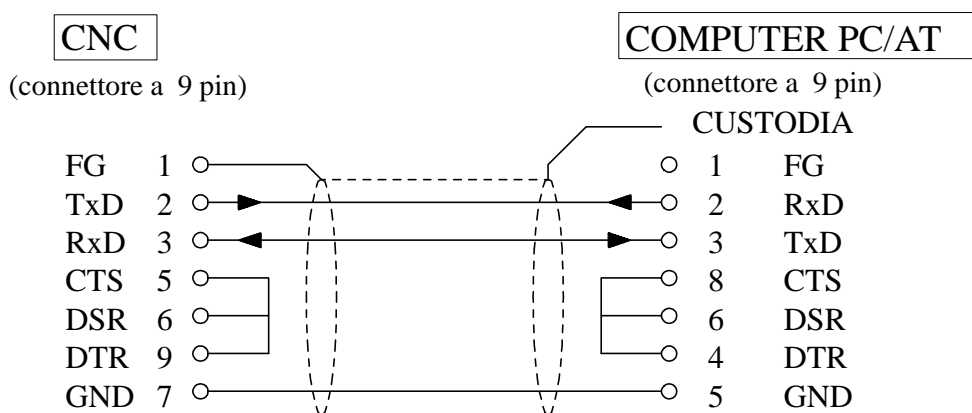 CNC COMPUTER PC/AT
(connettore a 9 pin) (connettore a 9 pin)
CUSTODIA
FG 1 1 FG
TxD 2 2 RxD
RxD 3 3 TxD
CTS 5 8 CTS
DSR 6 6 DSR
DTR 9 4 DTR
GND 7 5 GND